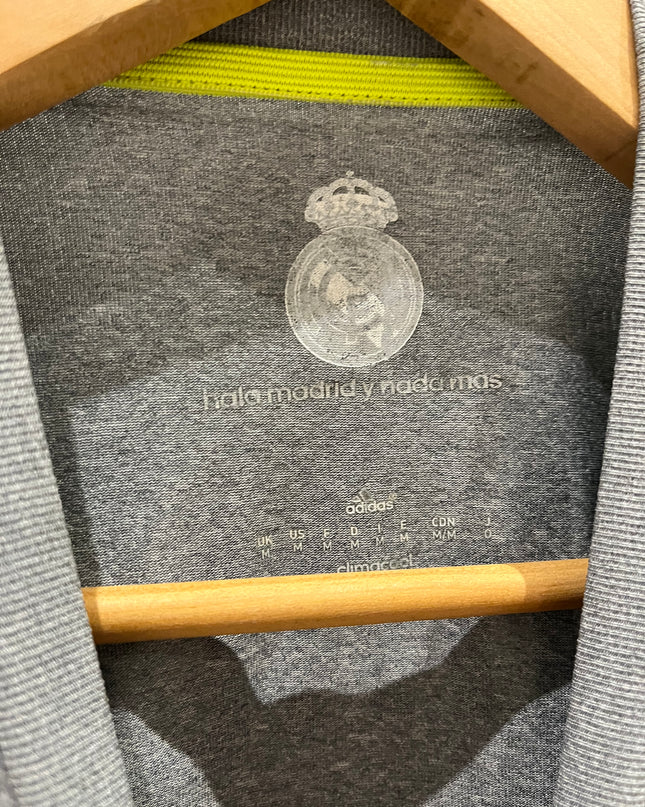 hala madrid y nada mas
adidas
UK US F D I E CDN J
M M M M M M M/M O
climacool